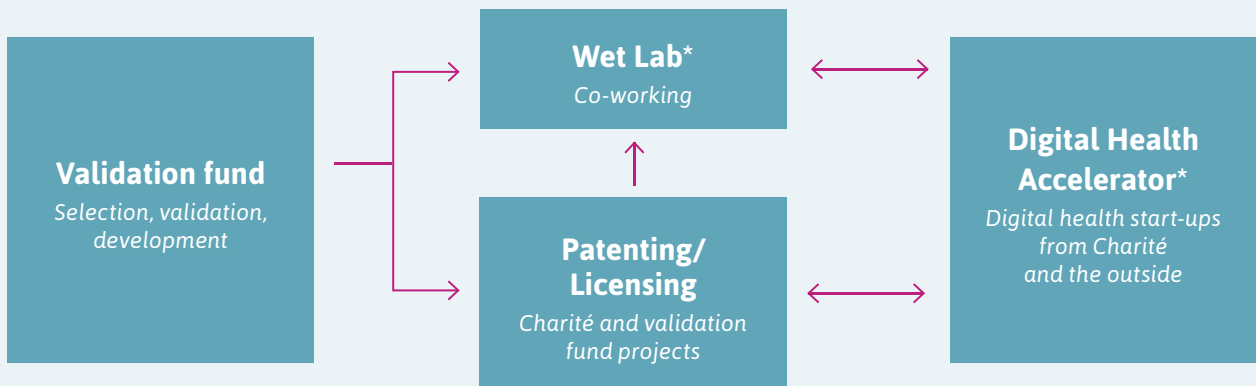 Validation fund
Selection, validation,
development
Wet Lab*
Co-working
Patenting/
Licensing
Charité and validation
fund projects
Digital Health
Accelerator*
Digital health start-ups
from Charité
and the outside